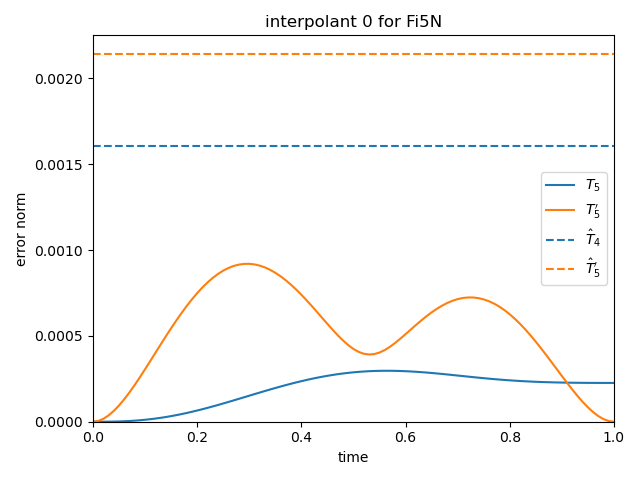 interpolant 0 for Fi5N
error norm
0.0020
0.0015
0.0010
0.0005
0.0000
T₅
T₅′
T̂₄
T̂₅′
0.0 0.2 0.4 0.6 0.8 1.0
time